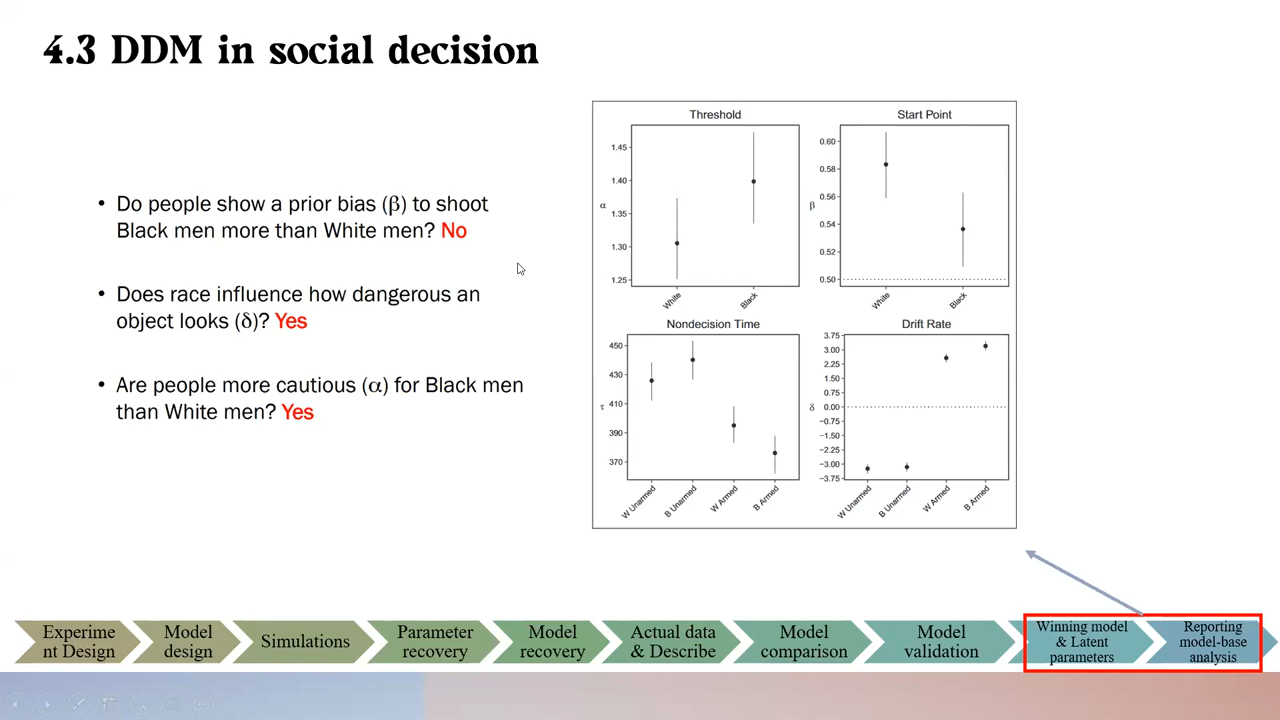 4.3 DDM in social decision
• Do people show a prior bias (β) to shoot
Black men more than White men? No
• Does race influence how dangerous an
object looks (δ)? Yes
• Are people more cautious (α) for Black men
than White men? Yes
Threshold
1.45
1.40
α
1.35
1.30
1.25
White
Black
Start Point
0.60
0.58
β
0.56
0.54
0.52
0.50
White
Black
Nondecision Time
450
430
τ
410
390
370
W Unarmed
B Unarmed
W Armed
B Armed
Drift Rate
3.75
3.00
2.25
1.50
0.75
δ
0.00
−0.75
−1.50
−2.25
−3.00
−3.75
W Unarmed
B Unarmed
W Armed
B Armed
Experime
nt Design
Model
design
Simulations
Parameter
recovery
Model
recovery
Actual data
& Describe
Model
comparison
Model
validation
Winning model
& Latent
parameters
Reporting
model-base
analysis